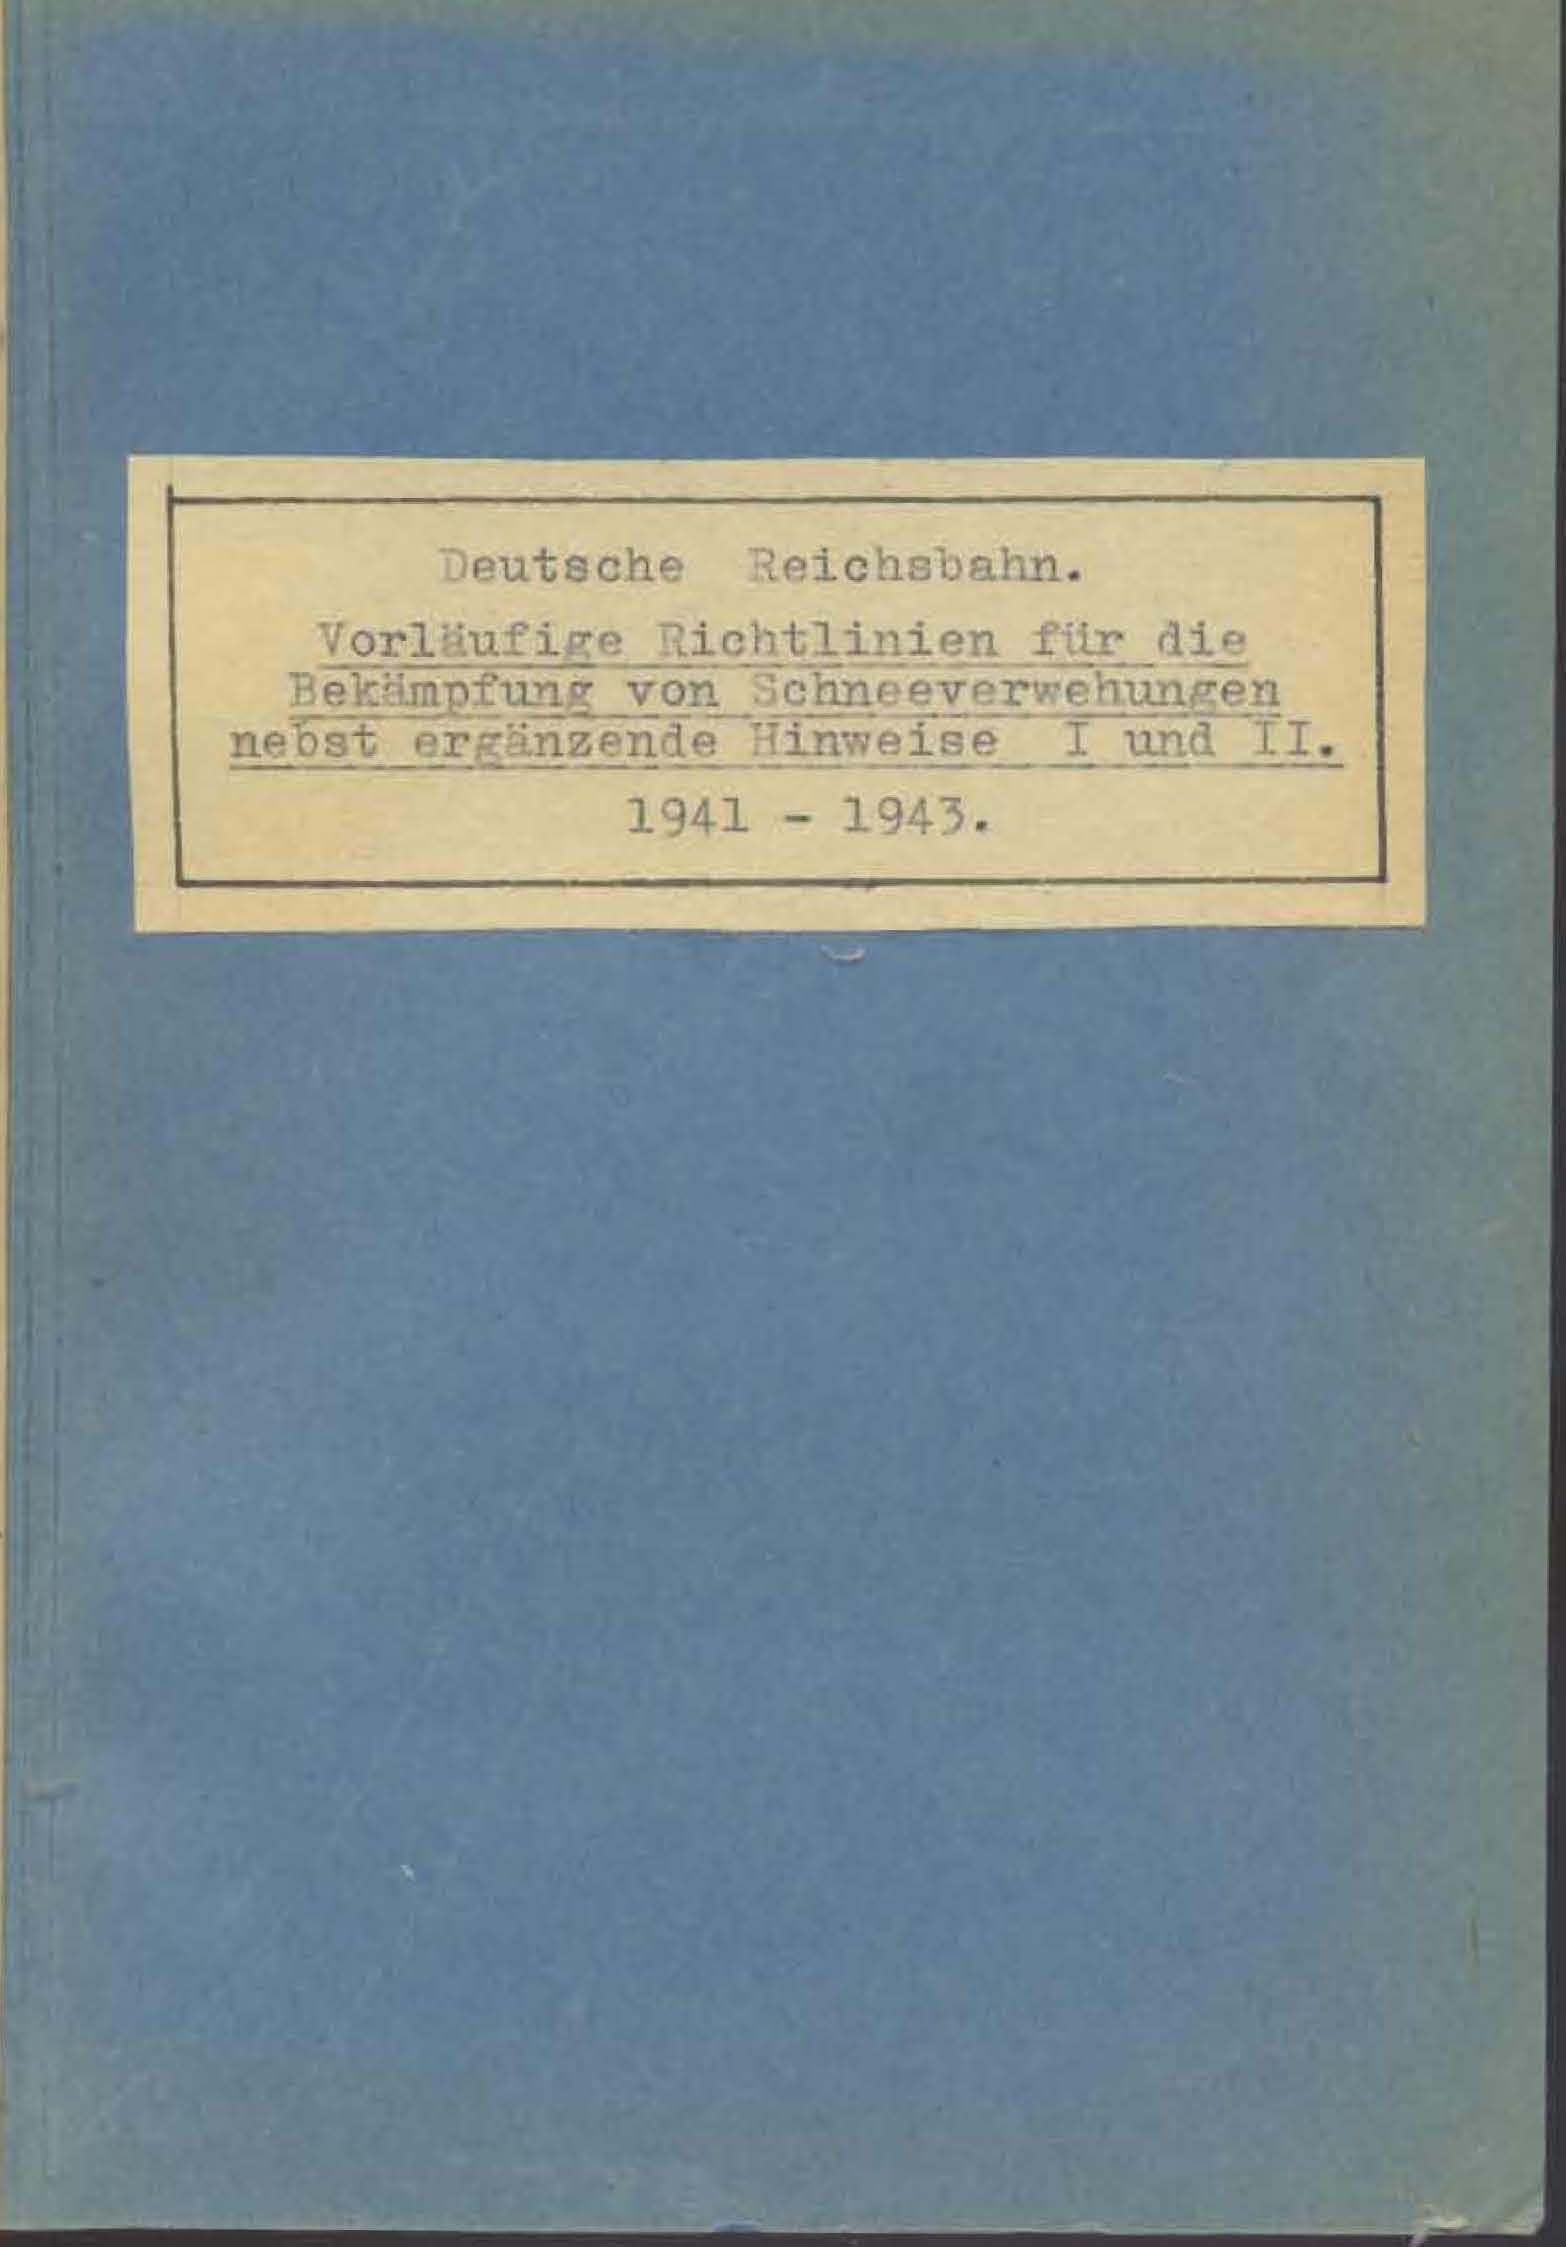 Deutsche Reichsbahn.
Vorläufige Richtlinien für die
Bekämpfung von Schneeverwehungen
nebst ergänzende Hinweise I und II.
1941 - 1943.